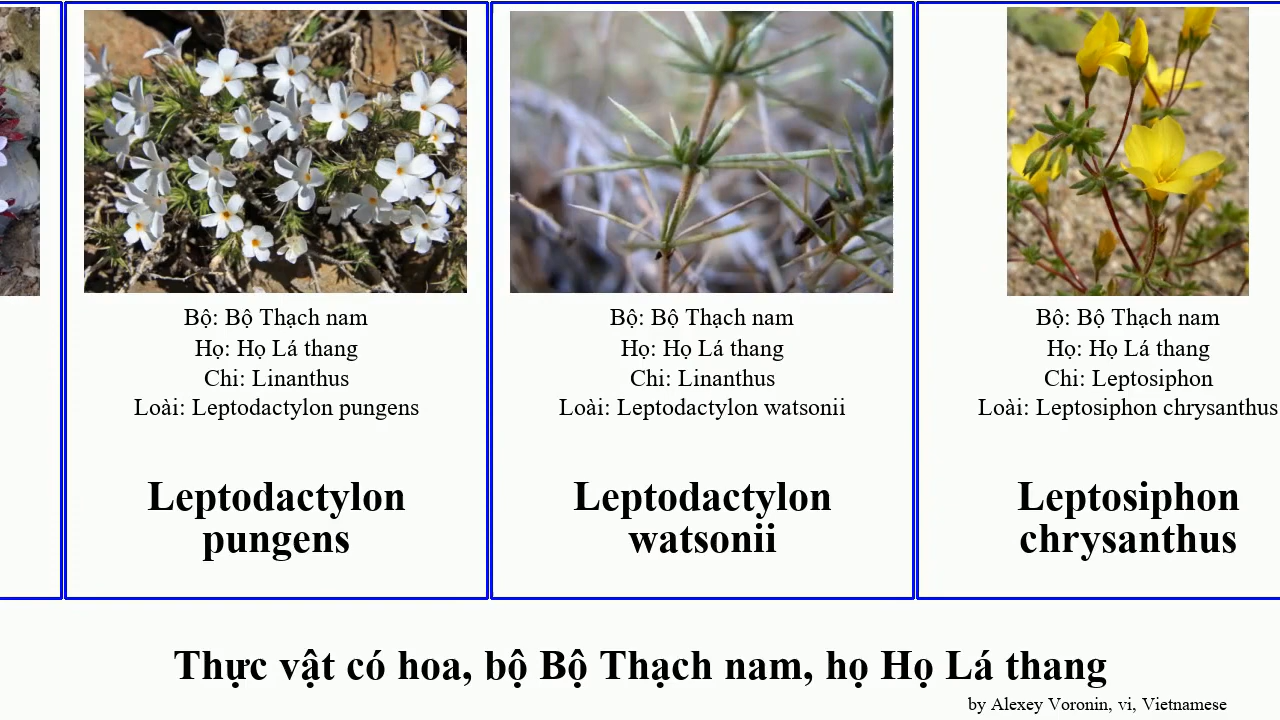 Bộ: Bộ Thạch nam
Họ: Họ Lá thang
Chi: Linanthus
Loài: Leptodactylon pungens
Leptodactylon
pungens
Bộ: Bộ Thạch nam
Họ: Họ Lá thang
Chi: Linanthus
Loài: Leptodactylon watsonii
Leptodactylon
watsonii
Bộ: Bộ Thạch nam
Họ: Họ Lá thang
Chi: Leptosiphon
Loài: Leptosiphon chrysanthus
Leptosiphon
chrysanthus
Thực vật có hoa, bộ Bộ Thạch nam, họ Họ Lá thang
by Alexey Voronin, vi, Vietnamese